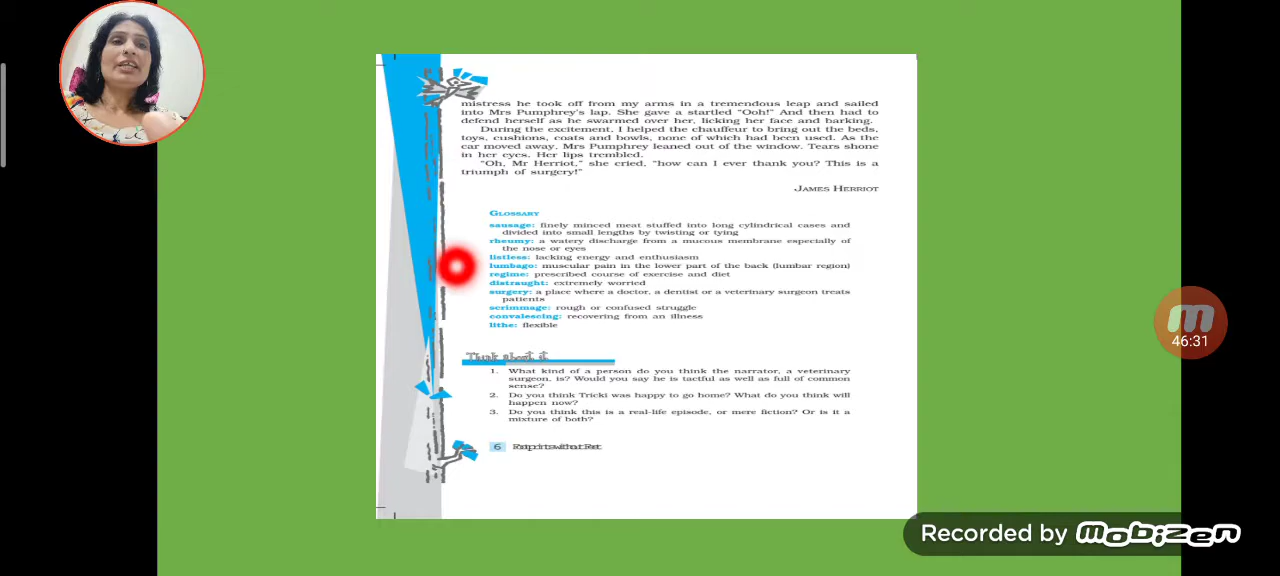 mistress he took off from my arms in a tremendous leap and sailed
into Mrs Pumphrey's lap. She gave a startled "Ooh!" And then had to
defend herself as he swarmed over her, licking her face and barking.
During the excitement, I helped the chauffeur to bring out the beds,
toys, cushions, coats and bowls, none of which had been used. As the
car moved away, Mrs Pumphrey leaned out of the window. Tears shone
in her eyes. Her lips trembled.
"Oh, Mr Herriot," she cried, "how can I ever thank you? This is a
triumph of surgery!"
JAMES HERRIOT
GLOSSARY
sausage: finely minced meat stuffed into long cylindrical cases and
divided into small lengths by twisting or tying
rheumy: a watery discharge from a mucous membrane especially of
the nose or eyes
listless: lacking energy and enthusiasm
lumbago: muscular pain in the lower part of the back (lumbar region)
regime: prescribed course of exercise and diet
distraught: extremely worried
surgery: a place where a doctor, a dentist or a veterinary surgeon treats
patients
scrimmage: rough or confused struggle
convalescing: recovering from an illness
lithe: flexible
Think about it
1. What kind of a person do you think the narrator, a veterinary
surgeon, is? Would you say he is tactful as well as full of common
sense?
2. Do you think Tricki was happy to go home? What do you think will
happen now?
3. Do you think this is a real-life episode, or mere fiction? Or is it a
mixture of both?
6 Footprints without Feet
46:31
Recorded by mobizen